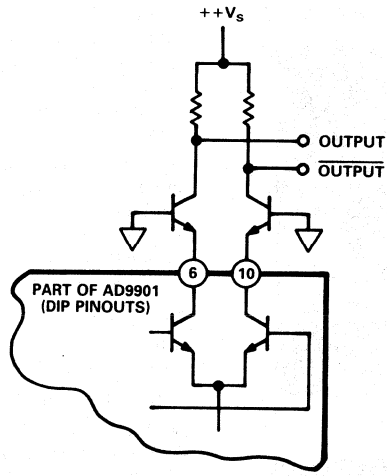 ++Vs
OUTPUT
OUTPUT
6
10
PART OF AD9901
(DIP PINOUTS)